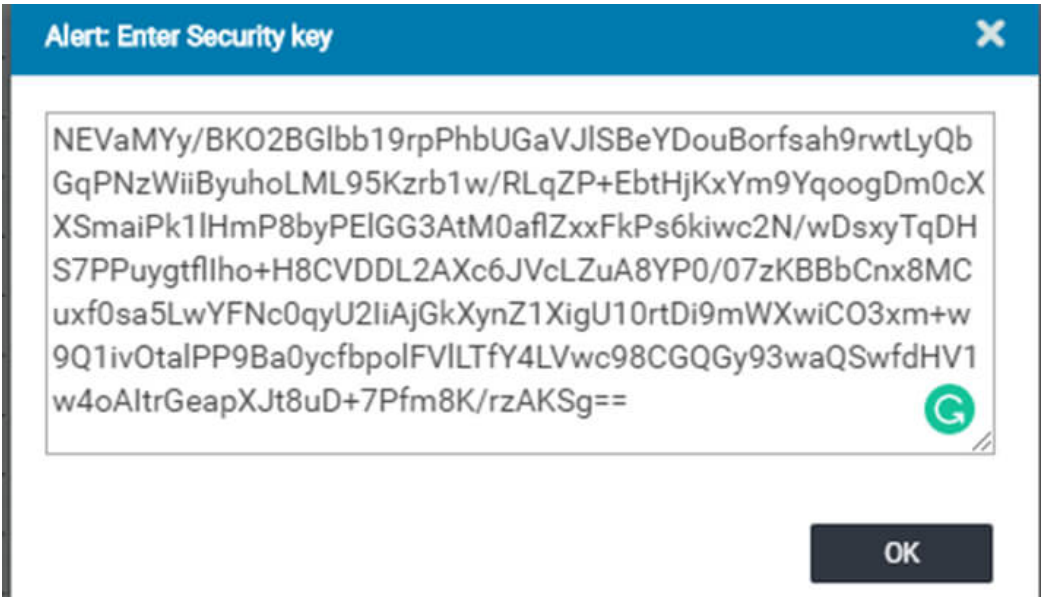 Alert: Enter Security key
NEVaMYy/BKO2BGlbb19rpPhbUGaVJlSBeYDouBorfsah9rwtLyQb
GqPNzWiiByuhoLML95Kzrb1w/RLqZP+EbtHjKxYm9YqoogDm0cX
XSmaiPk1lHmP8byPElGG3AtM0aflZxxFkPs6kiwc2N/wDsxyTqDH
S7PPuygtflIho+H8CVDDL2AXc6JVcLZuA8YP0/07zKBBbCnx8MC
uxf0sa5LwYFNc0qyU2IiAjGkXynZ1XigU10rtDi9mWXwiCO3xm+w
9Q1ivOtalPP9Ba0ycfbpolFVlLTfY4LVwc98CGQGy93waQSwfdHV1
w4oAItrGeapXJt8uD+7Pfm8K/rzAKSg==
OK